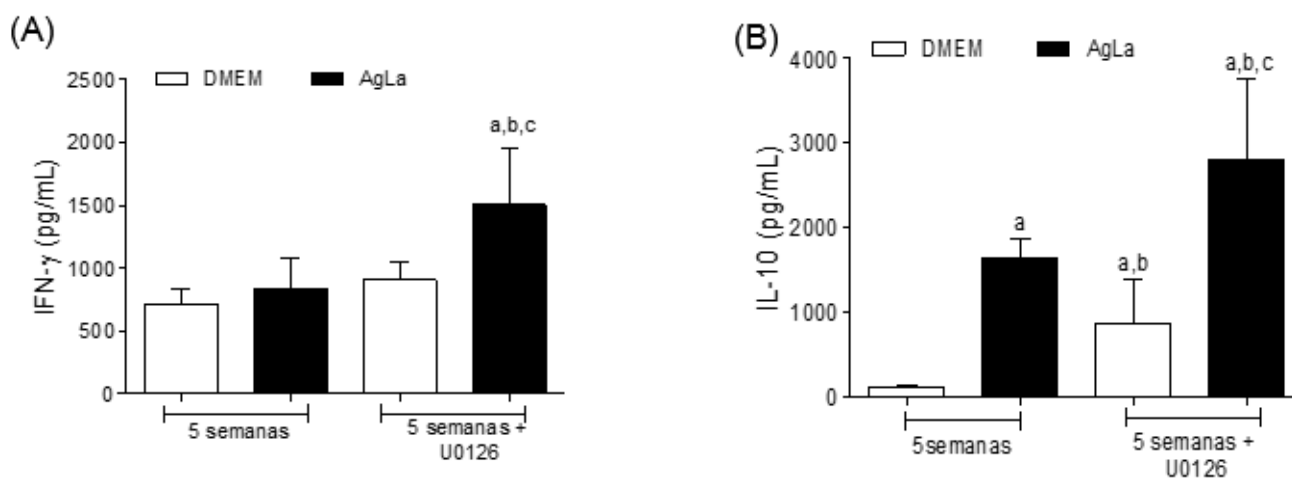 (A)
DMEM AgLa
2500
2000
1500
1000
500
0
IFN-γ (pg/mL)
a,b,c
5 semanas
5 semanas +
U0126
(B)
DMEM AgLa
4000
3000
2000
1000
0
IL-10 (pg/mL)
a
a,b
a,b,c
5semanas
5 semanas +
U0126